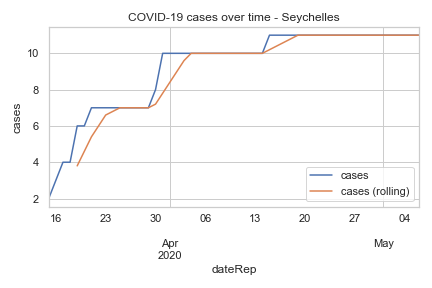 COVID-19 cases over time - Seychelles
cases
10
8
6
4
2
cases
cases (rolling)
16 23 30 06 13 20 27 04
Apr May
2020
dateRep